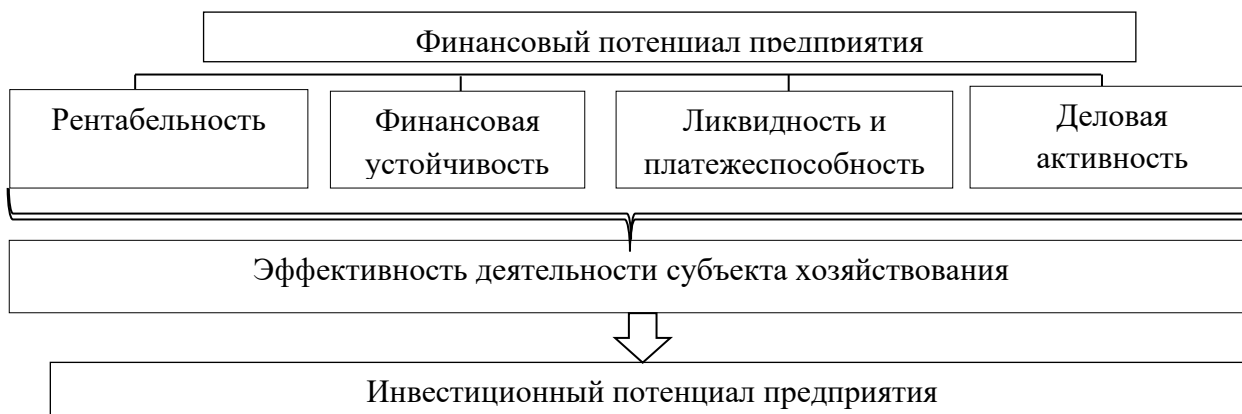 Финансовый потенциал предприятия
Рентабельность
Финансовая
устойчивость
Ликвидность и
платежеспособность
Деловая
активность
Эффективность деятельности субъекта хозяйствования
Инвестиционный потенциал предприятия